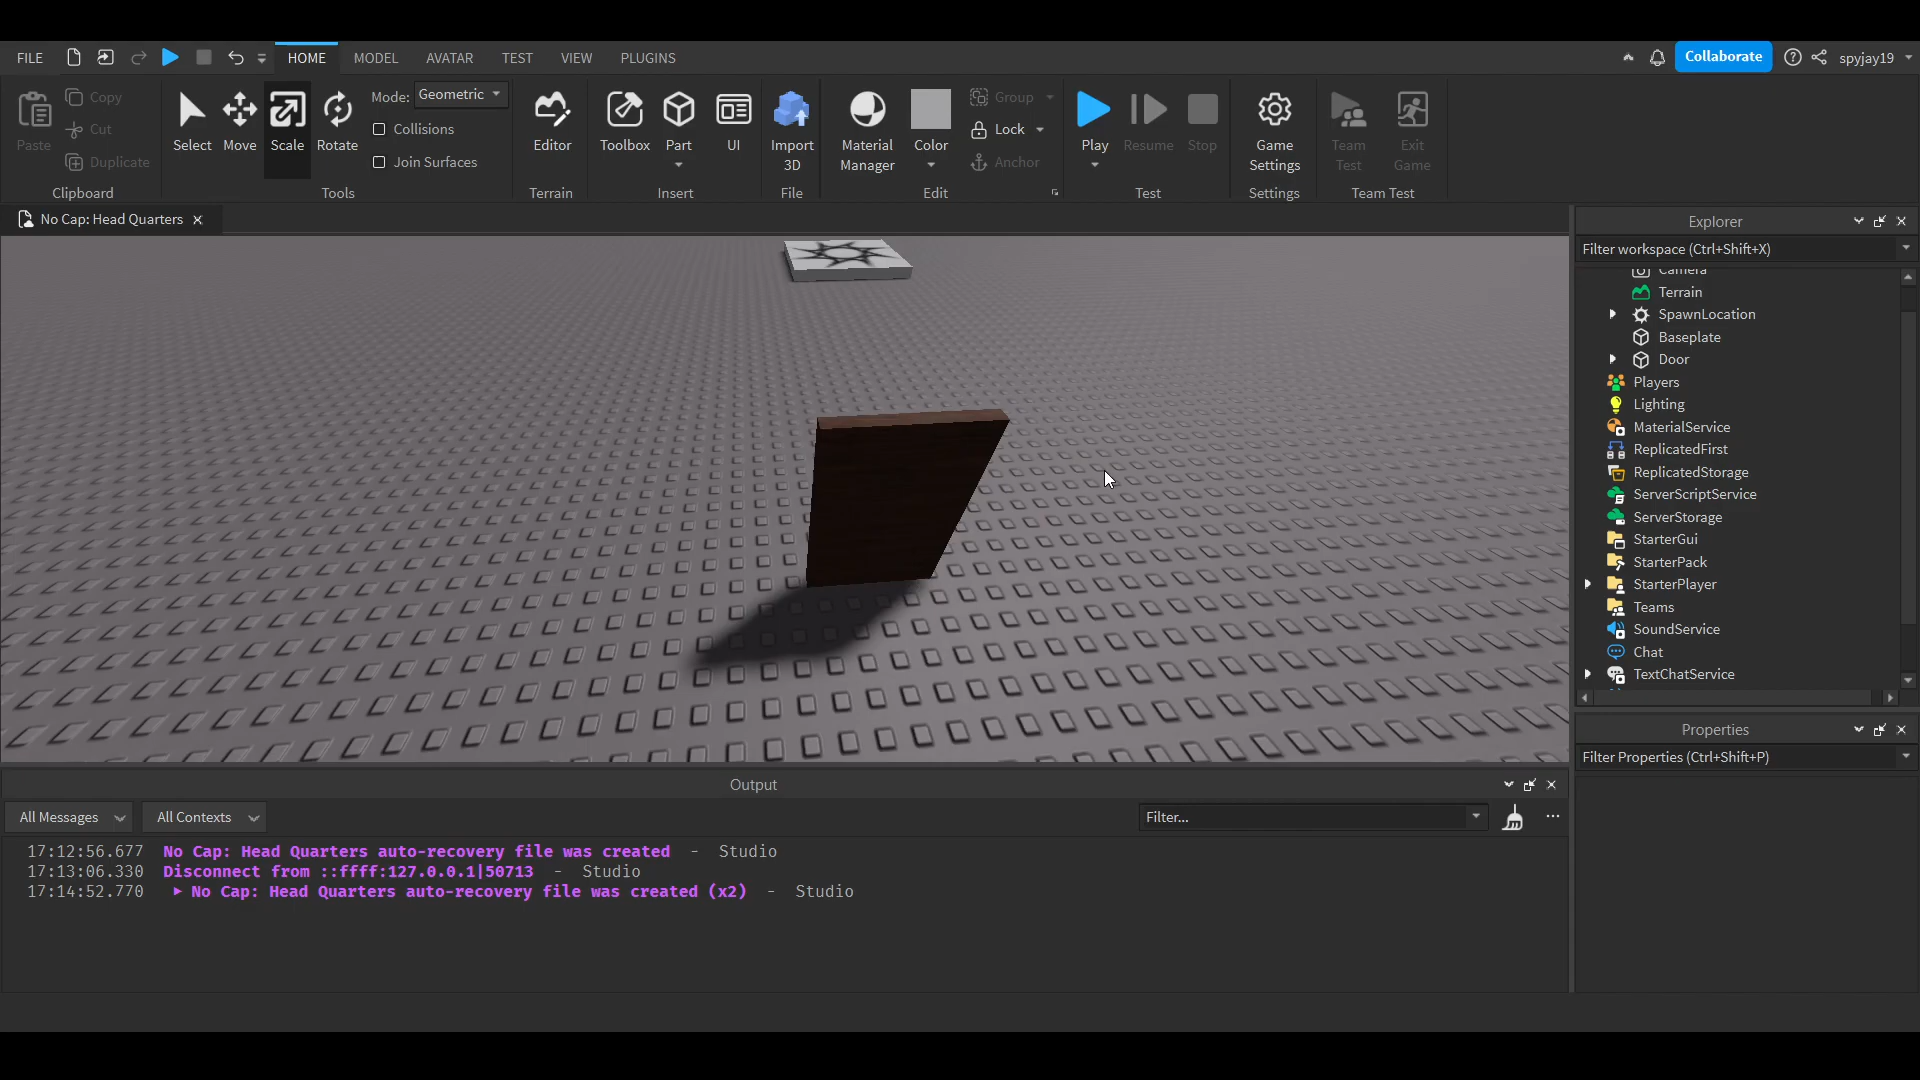 FILE HOME MODEL AVATAR TEST VIEW PLUGINS Collaborate spyjay19
Paste Copy Cut Duplicate Clipboard
Select Move Scale Rotate Mode: Geometric Collisions Join Surfaces Tools
Editor Terrain
Toolbox Part UI Insert
Import 3D File
Material Manager Color Group Lock Anchor Edit
Play Resume Stop Test
Game Settings Settings
Team Test Exit Game Team Test
No Cap: Head Quarters
Explorer
Filter workspace (Ctrl+Shift+X)
Camera
Terrain
SpawnLocation
Baseplate
Door
Players
Lighting
MaterialService
ReplicatedFirst
ReplicatedStorage
ServerScriptService
ServerStorage
StarterGui
StarterPack
StarterPlayer
Teams
SoundService
Chat
TextChatService
Properties
Filter Properties (Ctrl+Shift+P)
Output
All Messages All Contexts Filter...
17:12:56.677 No Cap: Head Quarters auto-recovery file was created - Studio
17:13:06.330 Disconnect from ::ffff:127.0.0.1|50713 - Studio
17:14:52.770 No Cap: Head Quarters auto-recovery file was created (x2) - Studio